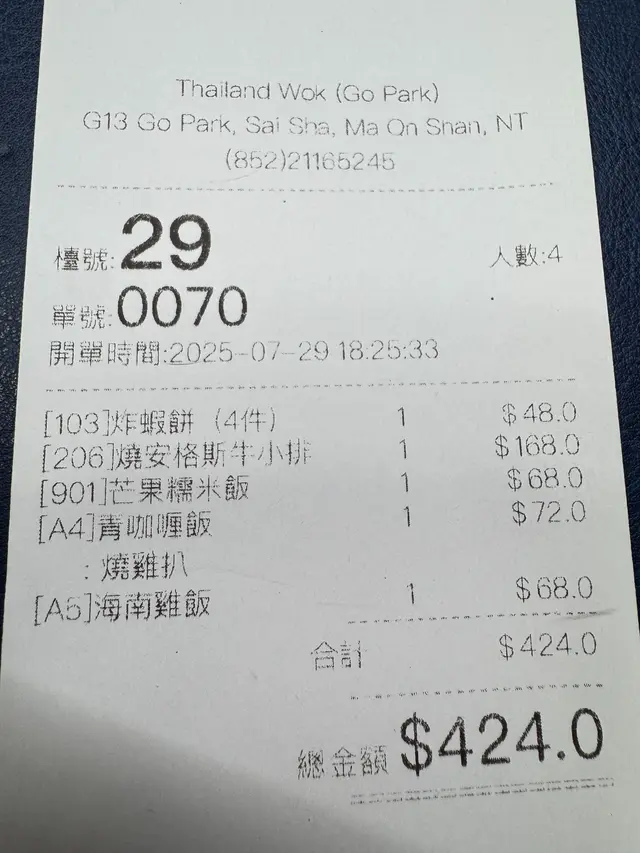 Thailand Wok (Go Park)
G13 Go Park, Sai Sha, Ma On Shan, NT
(852)21165245
檯號:29 人數:4
單號:0070
開單時間:2025-07-29 18:25:33
[103]炸蝦餅 (4件) 1 $48.0
[206]燒安格斯牛小排 1 $168.0
[901]芒果糯米飯 1 $68.0
[A4]青咖喱飯 1 $72.0
: 燒雞扒
[A5]海南雞飯 1 $68.0
合計 $424.0
總金額 $424.0